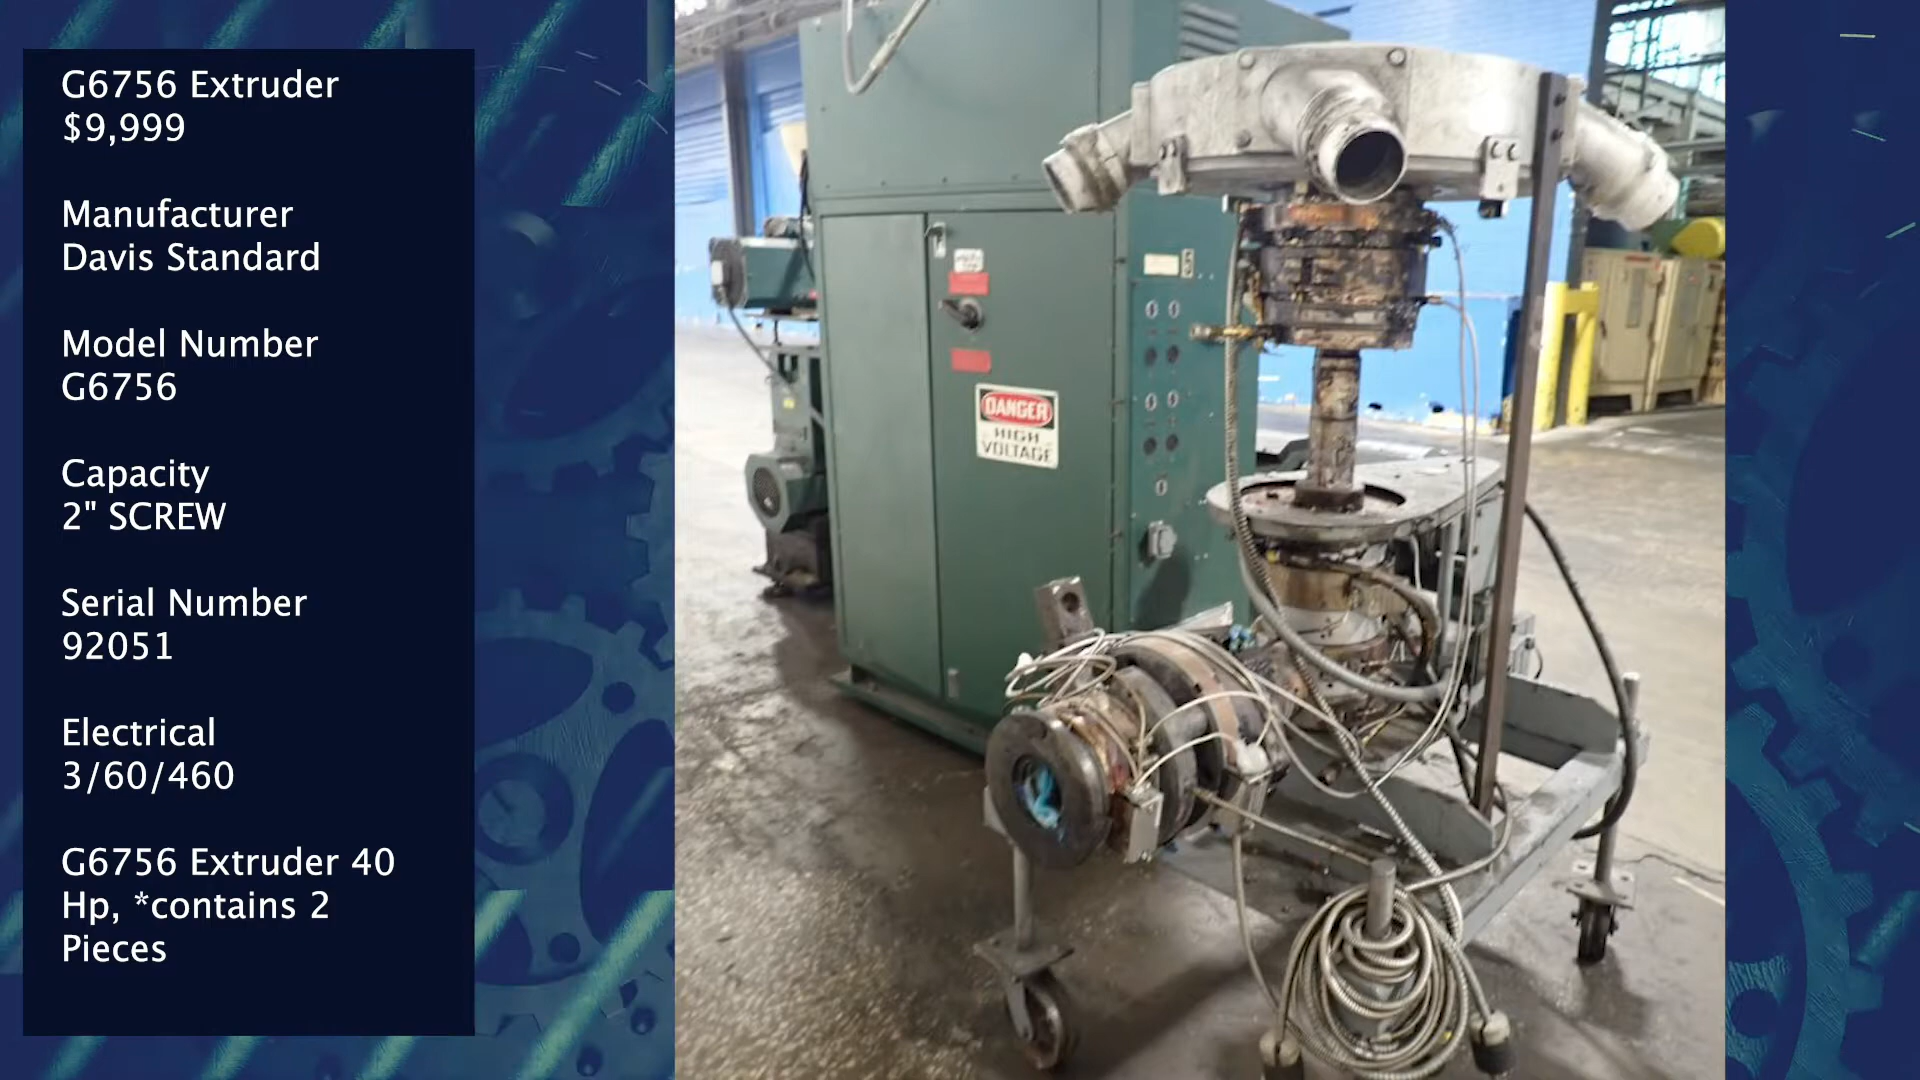 G6756 Extruder
$9,999
Manufacturer
Davis Standard
Model Number
G6756
Capacity
2" SCREW
Serial Number
92051
Electrical
3/60/460
G6756 Extruder 40
Hp, *contains 2
Pieces
DANGER
HIGH
VOLTAGE